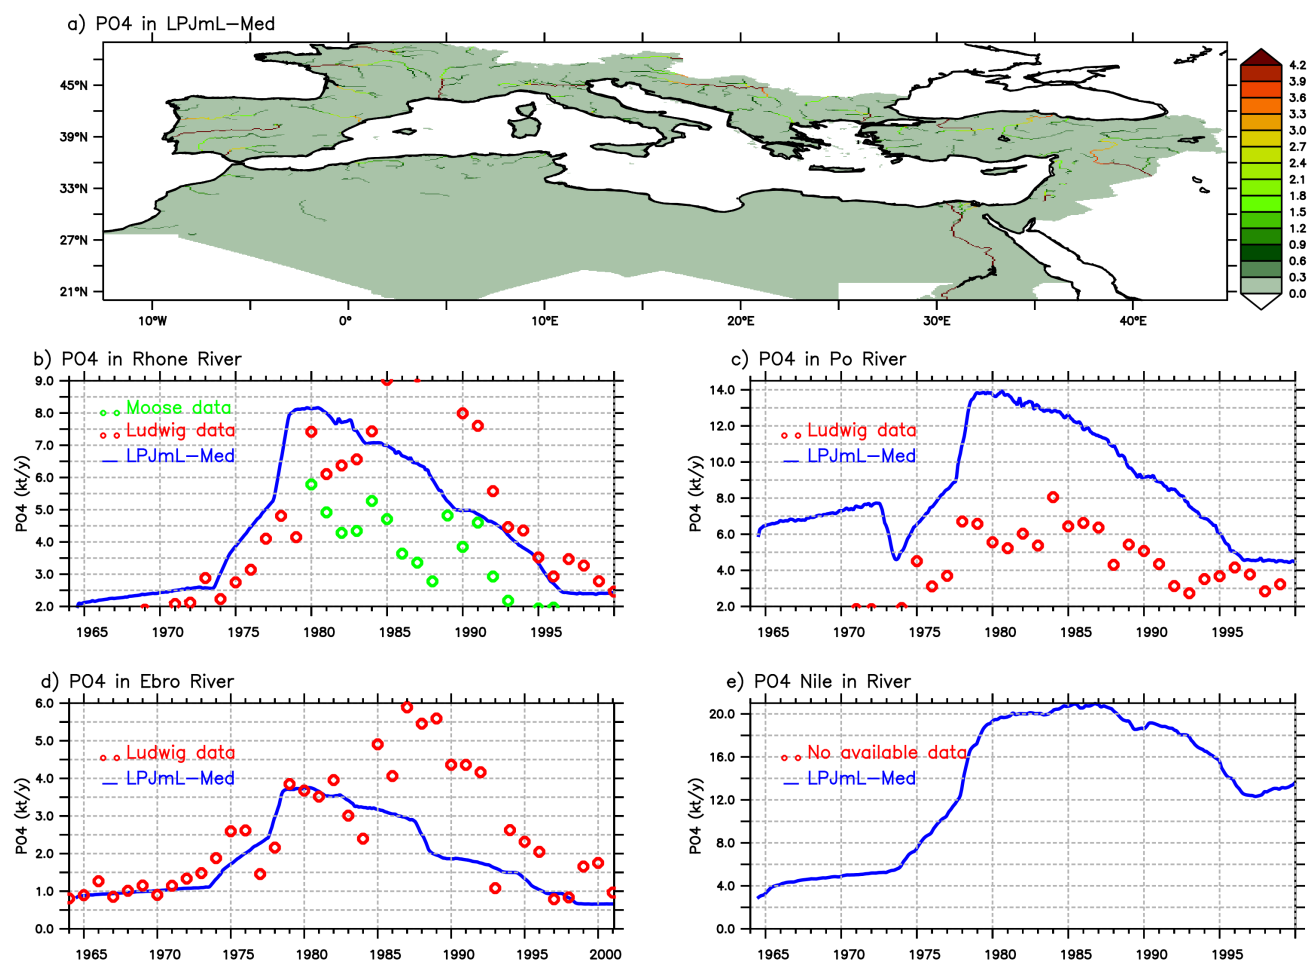 a) PO4 in LPJmL-Med
45°N
39°N
33°N
27°N
21°N
10°W
0°
10°E
20°E
30°E
40°E
4.2
3.9
3.6
3.3
3.0
2.7
2.4
2.1
1.8
1.5
1.2
0.9
0.6
0.3
0.0
b) PO4 in Rhone River
PO4 (kt/y)
9.0
8.0
7.0
6.0
5.0
4.0
3.0
2.0
Moose data
Ludwig data
LPJmL-Med
1965 1970 1975 1980 1985 1990 1995
c) PO4 in Po River
PO4 (kt/y)
14.0
12.0
10.0
8.0
6.0
4.0
2.0
Ludwig data
LPJmL-Med
1965 1970 1975 1980 1985 1990 1995
d) PO4 in Ebro River
PO4 (kt/y)
6.0
5.0
4.0
3.0
2.0
1.0
0.0
Ludwig data
LPJmL-Med
1965 1970 1975 1980 1985 1990 1995 2000
e) PO4 Nile in River
PO4 (kt/y)
20.0
16.0
12.0
8.0
4.0
0.0
No available data
LPJmL-Med
1965 1970 1975 1980 1985 1990 1995